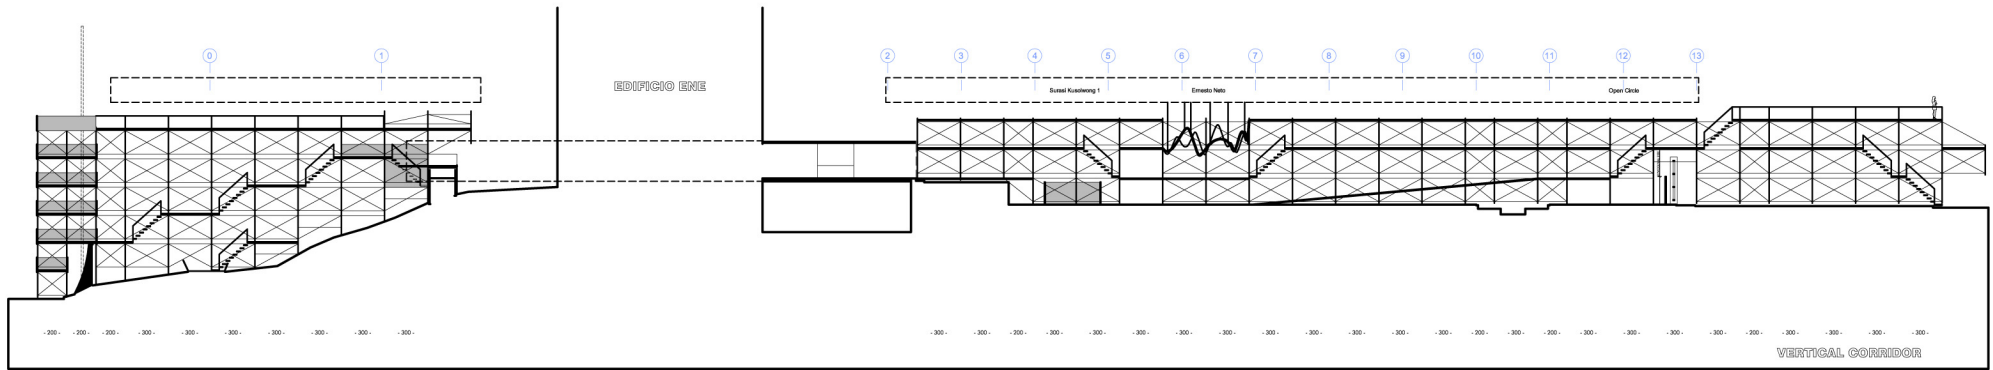 0 1 2 3 4 5 6 7 8 9 10 11 12 13
EDIFICIO ENE
Surasi Kusolwong 1 Ernesto Neto Open Circle
- 200 - - 200 - - 200 - - 300 - - 300 - - 300 - - 300 - - 300 - - 300 - - 300 - - 300 - - 300 - - 200 - - 300 - - 300 - - 300 - - 300 - - 300 - - 300 - - 300 - - 300 - - 300 - - 300 - - 300 - - 200 - - 300 - - 300 - - 300 - - 300 - - 200 - - 300 - - 300 - - 300 - - 300 -
VERTICAL CORRIDOR